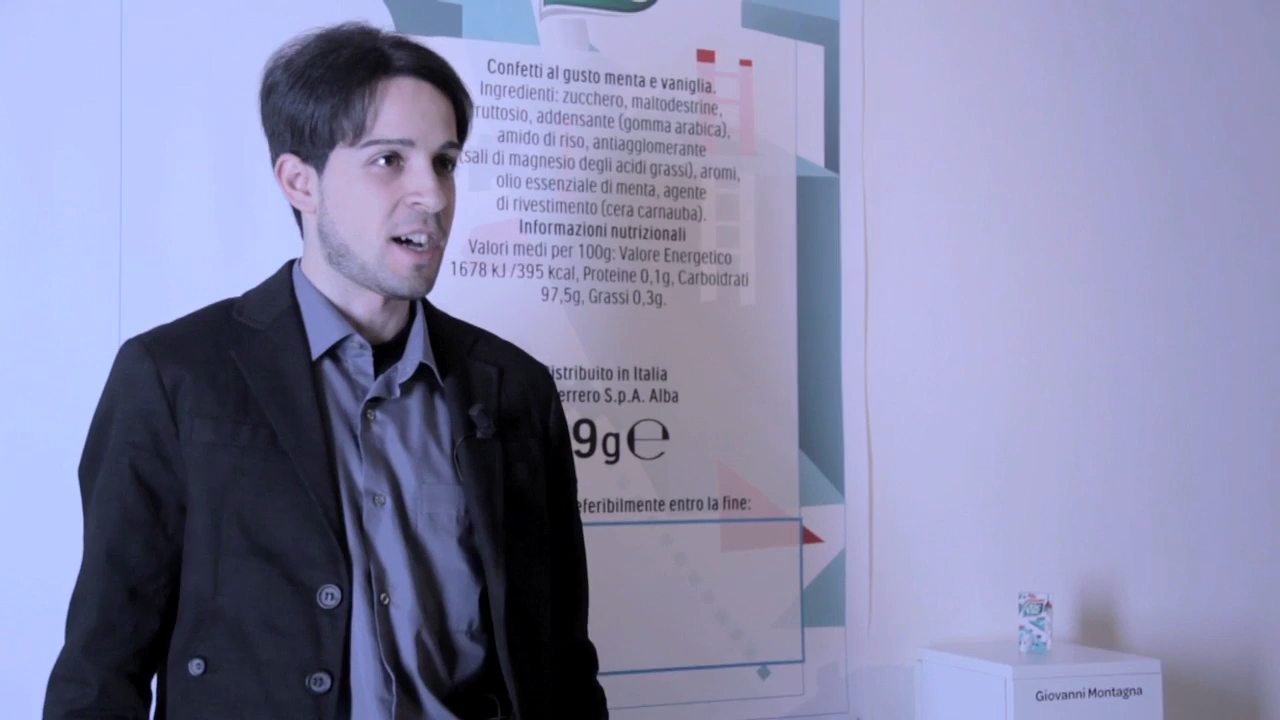 Confetti al gusto menta e vaniglia.
Ingredienti: zucchero, maltodestrine,
ruttosio, addensante (gomma arabica),
amido di riso, antiagglomerante
(sali di magnesio degli acidi grassi), aromi,
olio essenziale di menta, agente
di rivestimento (cera carnauba).
Informazioni nutrizionali
Valori medi per 100g: Valore Energetico
1678 kJ /395 kcal, Proteine 0,1g, Carboidrati
97,5g, Grassi 0,3g.
istribuito in Italia
errero S.p.A. Alba
9g℮
eferibilmente entro la fine:
Giovanni Montagna